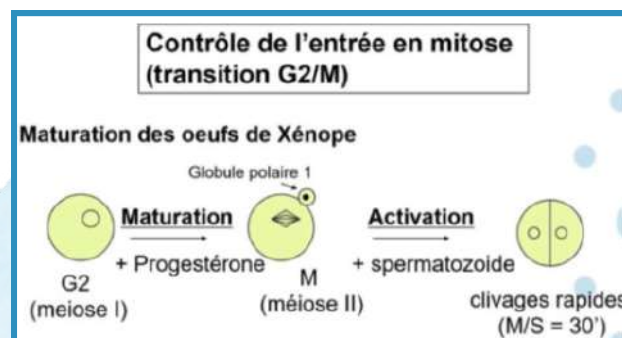 Contrôle de l'entrée en mitose
(transition G2/M)
Maturation des oeufs de Xénope
Globule polaire 1
Maturation
Activation
+ Progestérone
+ spermatozoide
G2
(meiose I)
M
(méiose II)
clivages rapides
(M/S = 30')